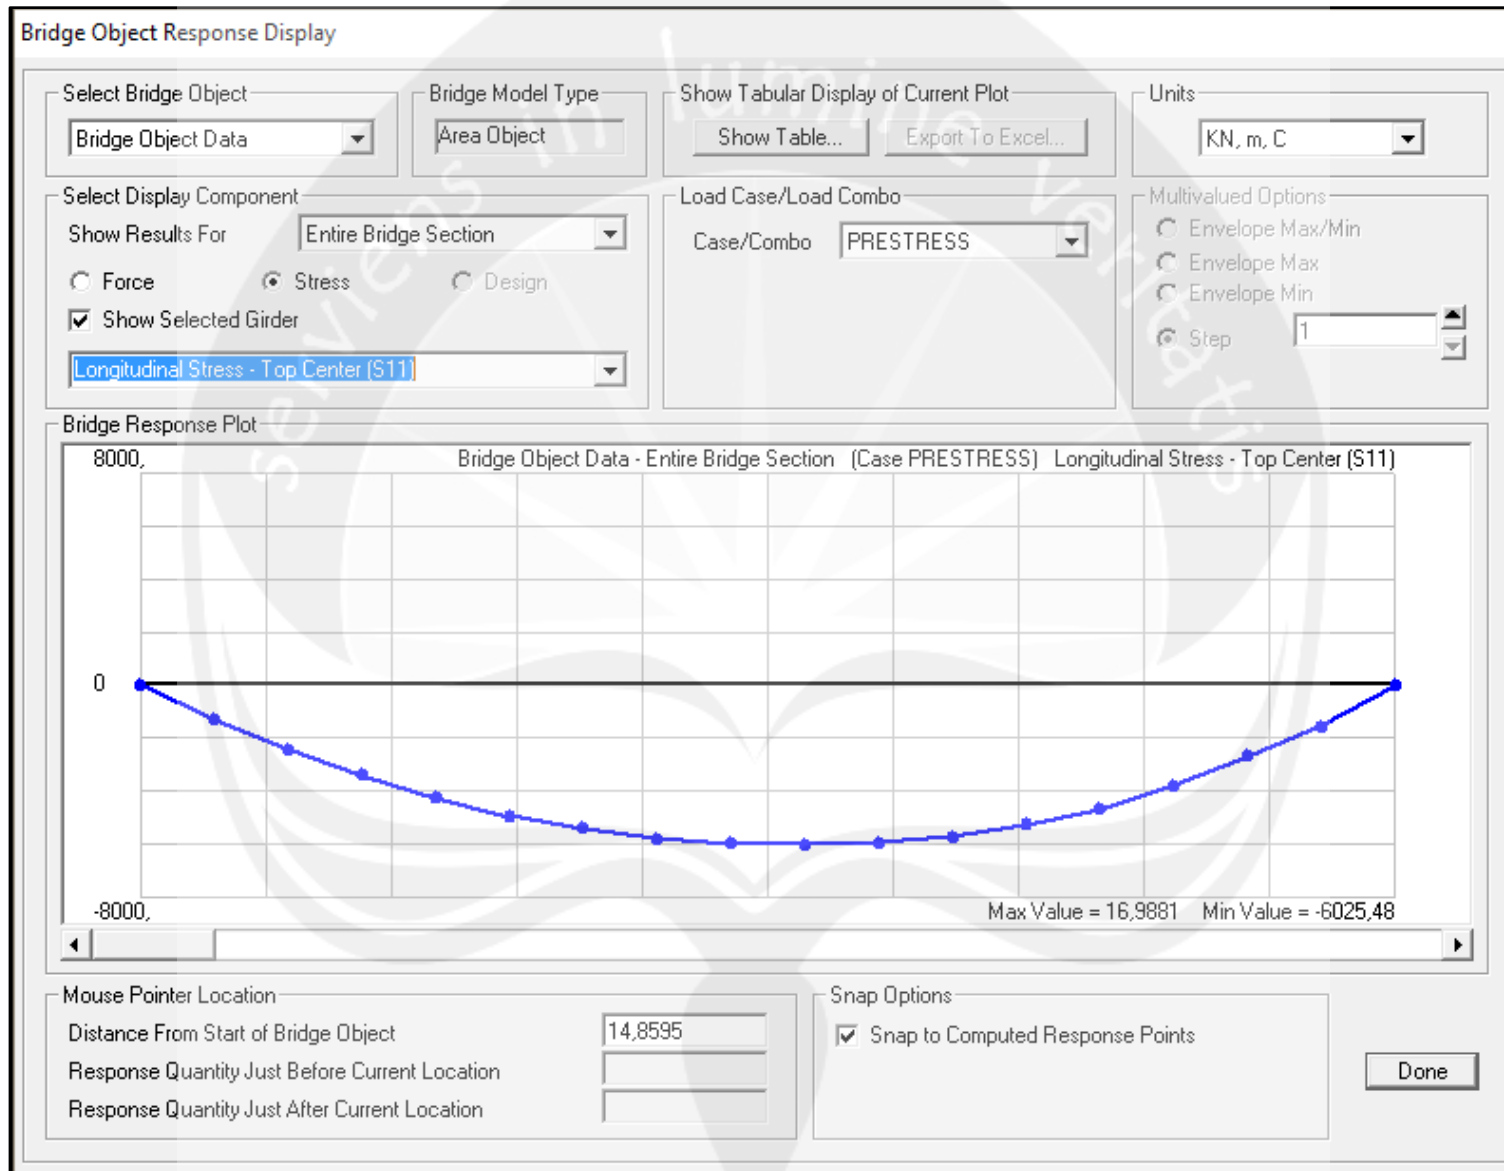 Bridge Object Response Display
Select Bridge Object
Bridge Object Data
Bridge Model Type
Area Object
Show Tabular Display of Current Plot
Show Table...
Export To Excel...
Units
KN, m, C
Select Display Component
Show Results For
Entire Bridge Section
Force
Stress
Design
Show Selected Girder
Longitudinal Stress - Top Center (S11)
Load Case/Load Combo
Case/Combo
PRESTRESS
Multivalued Options
Envelope Max/Min
Envelope Max
Envelope Min
Step
1
Bridge Response Plot
8000,
Bridge Object Data - Entire Bridge Section (Case PRESTRESS) Longitudinal Stress - Top Center (S11)
0
-8000,
Max Value = 16,9881 Min Value = -6025,48
Mouse Pointer Location
Distance From Start of Bridge Object
14,8595
Response Quantity Just Before Current Location
Response Quantity Just After Current Location
Snap Options
Snap to Computed Response Points
Done
serviens in lumine veritatis